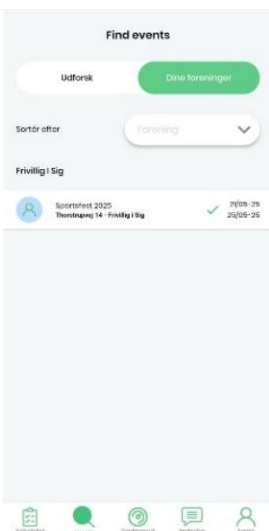 Find events
Udforsk
Dine foreninger
Sortér efter
Forening
Frivillig I Sig
Sportsfest 2025
21/05-25
Thorstrupvej 14 - Frivillig i Sig
25/05-25